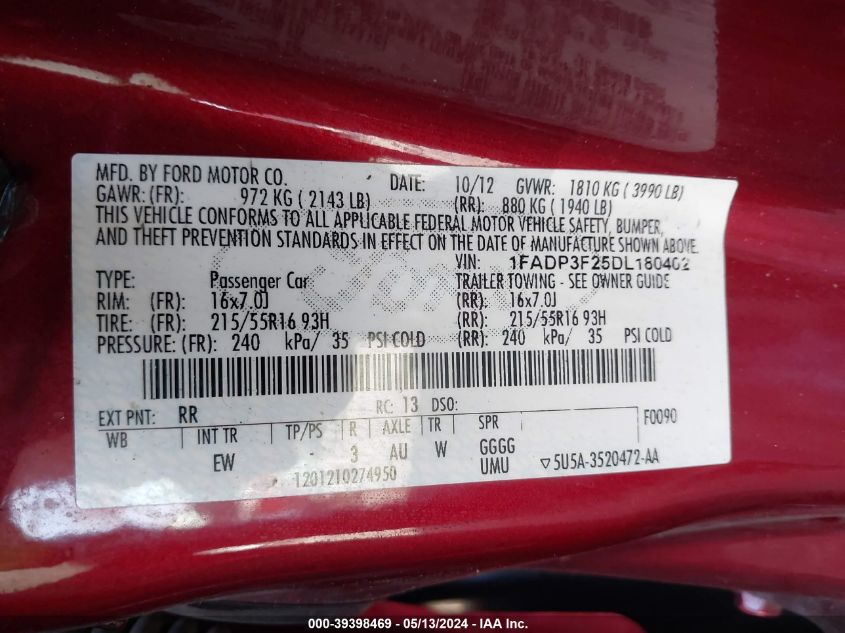 MFD. BY FORD MOTOR CO. DATE: 10/12 GVWR: 1810 KG ( 3990 LB)
GAWR: (FR): 972 KG ( 2143 LB) (RR): 880 KG ( 1940 LB)
THIS VEHICLE CONFORMS TO ALL APPLICABLE FEDERAL MOTOR VEHICLE SAFETY, BUMPER,
AND THEFT PREVENTION STANDARDS IN EFFECT ON THE DATE OF MANUFACTURE SHOWN ABOVE.
VIN: 1FADP3F25DL180402
TYPE: Passenger Car TRAILER TOWING - SEE OWNER GUIDE
RIM: (FR): 16x7.0J (RR): 16x7.0J
TIRE: (FR): 215/55R16 93H (RR): 215/55R16 93H
PRESSURE: (FR): 240 kPa/ 35 PSI COLD (RR): 240 kPa/ 35 PSI COLD
EXT PNT: RR RC: 13 DSO: F0090
WB INT TR TP/PS R AXLE TR SPR
EW - 3 AU W GGGG
UMU ▽5U5A-3520472-AA
1201210274950
000-39398469 - 05/13/2024 - IAA Inc.